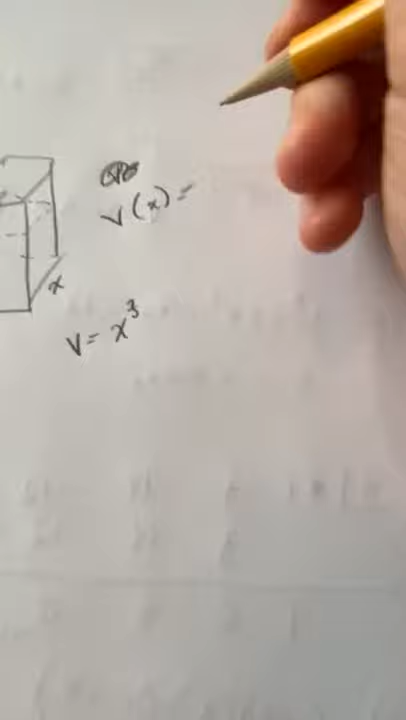 V(x) =
x
V = x³